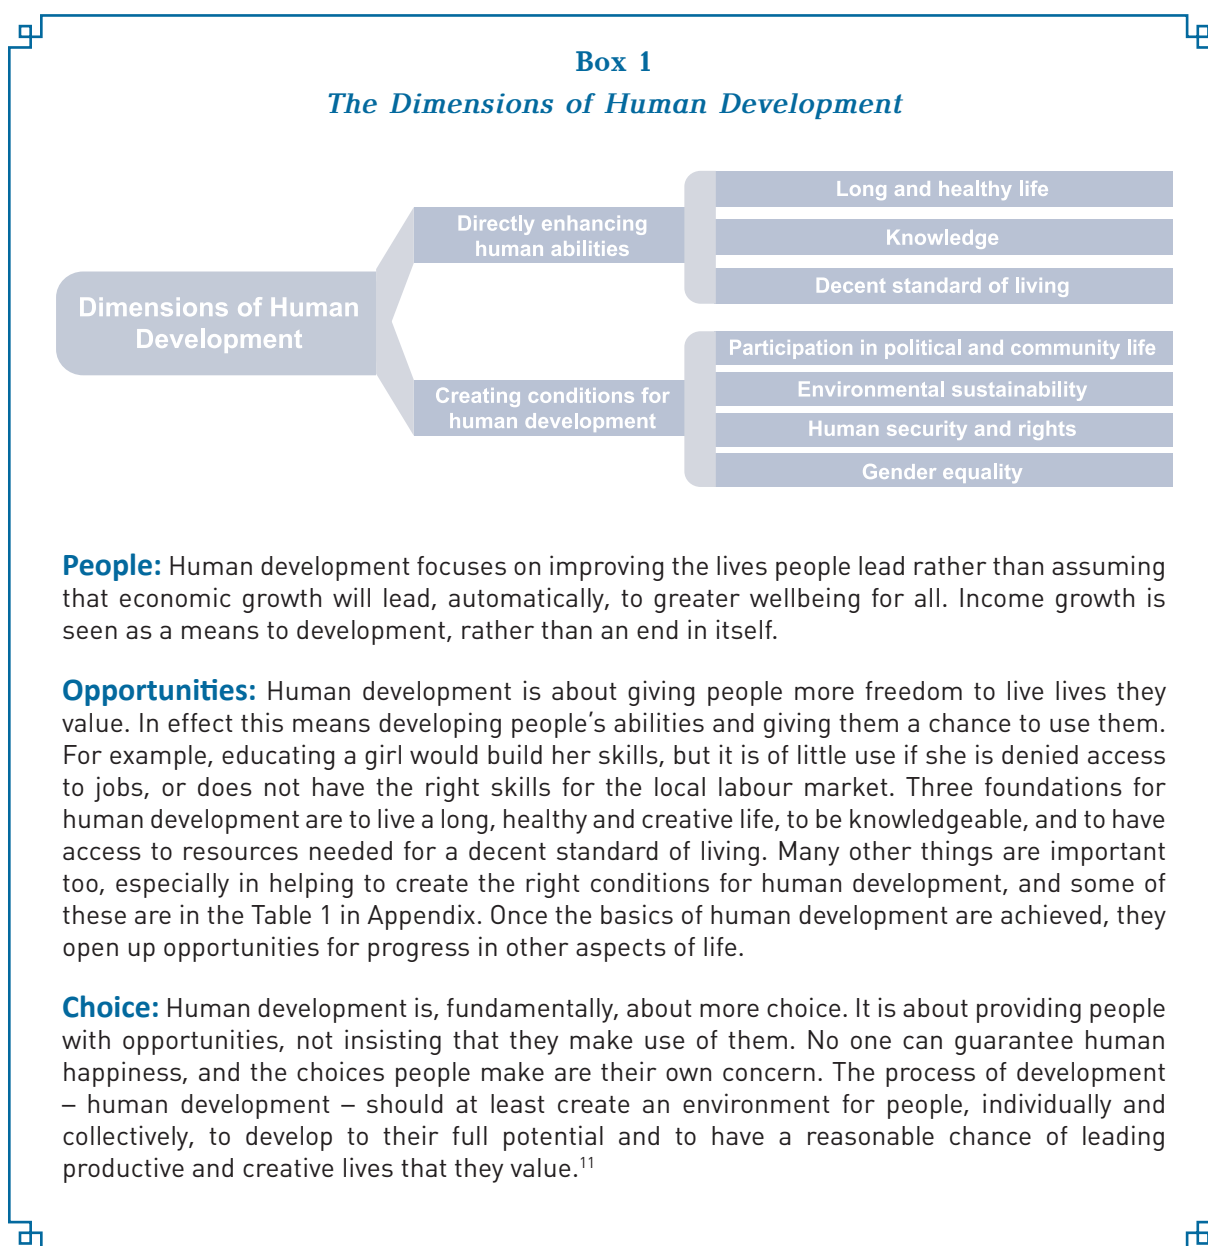 Box 1
The Dimensions of Human Development
Dimensions of Human
Development
Directly enhancing
human abilities
Long and healthy life
Knowledge
Decent standard of living
Creating conditions for
human development
Participation in political and community life
Environmental sustainability
Human security and rights
Gender equality
People: Human development focuses on improving the lives people lead rather than assuming
that economic growth will lead, automatically, to greater wellbeing for all. Income growth is
seen as a means to development, rather than an end in itself.
Opportunities: Human development is about giving people more freedom to live lives they
value. In effect this means developing people’s abilities and giving them a chance to use them.
For example, educating a girl would build her skills, but it is of little use if she is denied access
to jobs, or does not have the right skills for the local labour market. Three foundations for
human development are to live a long, healthy and creative life, to be knowledgeable, and to have
access to resources needed for a decent standard of living. Many other things are important
too, especially in helping to create the right conditions for human development, and some of
these are in the Table 1 in Appendix. Once the basics of human development are achieved, they
open up opportunities for progress in other aspects of life.
Choice: Human development is, fundamentally, about more choice. It is about providing people
with opportunities, not insisting that they make use of them. No one can guarantee human
happiness, and the choices people make are their own concern. The process of development
– human development – should at least create an environment for people, individually and
collectively, to develop to their full potential and to have a reasonable chance of leading
productive and creative lives that they value.¹¹